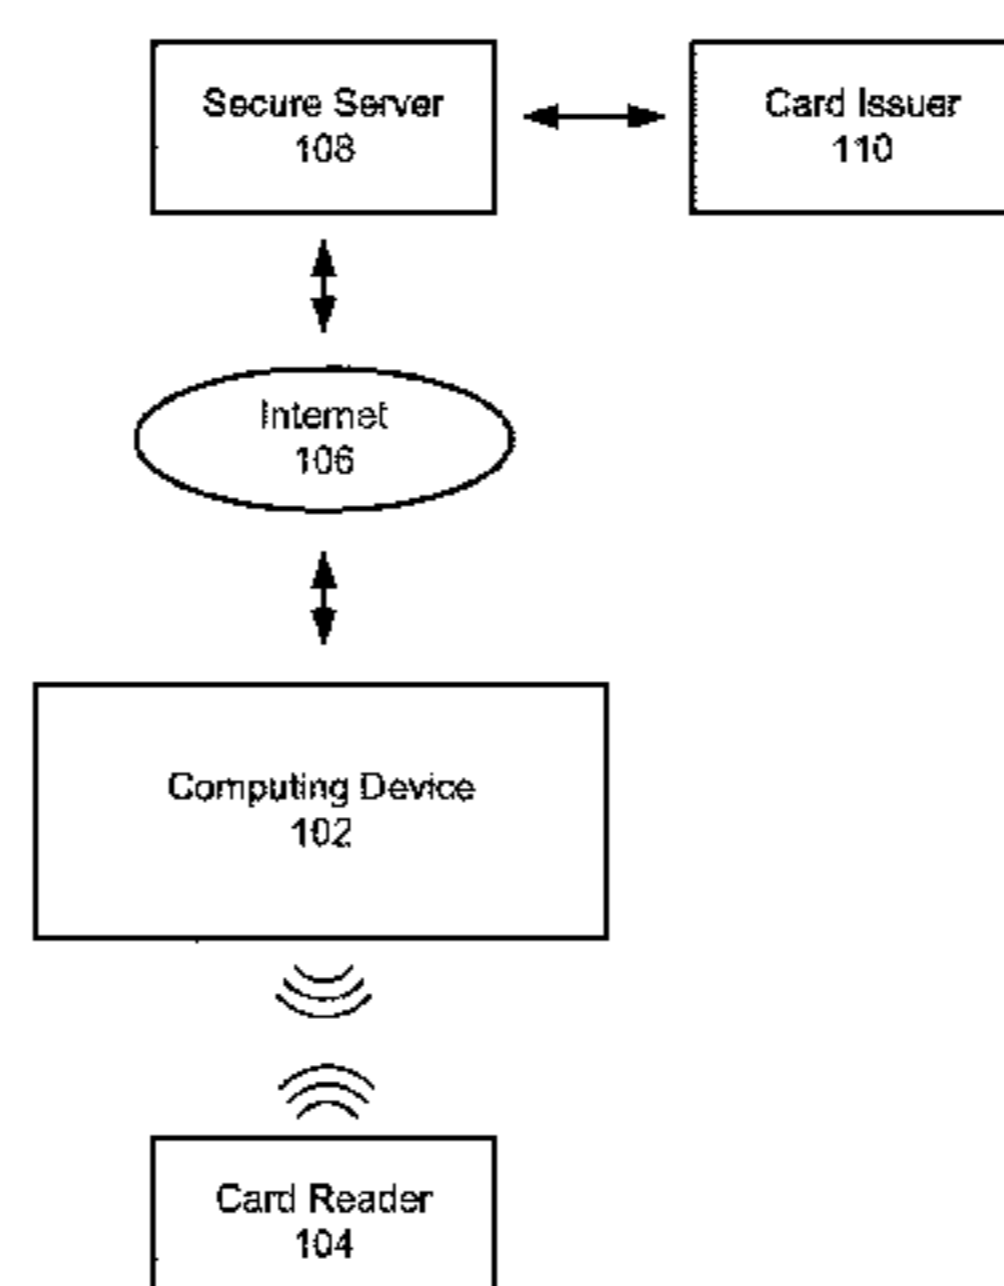 Secure Server
108
Card Issuer
110
Internet
106
Computing Device
102
Card Reader
104